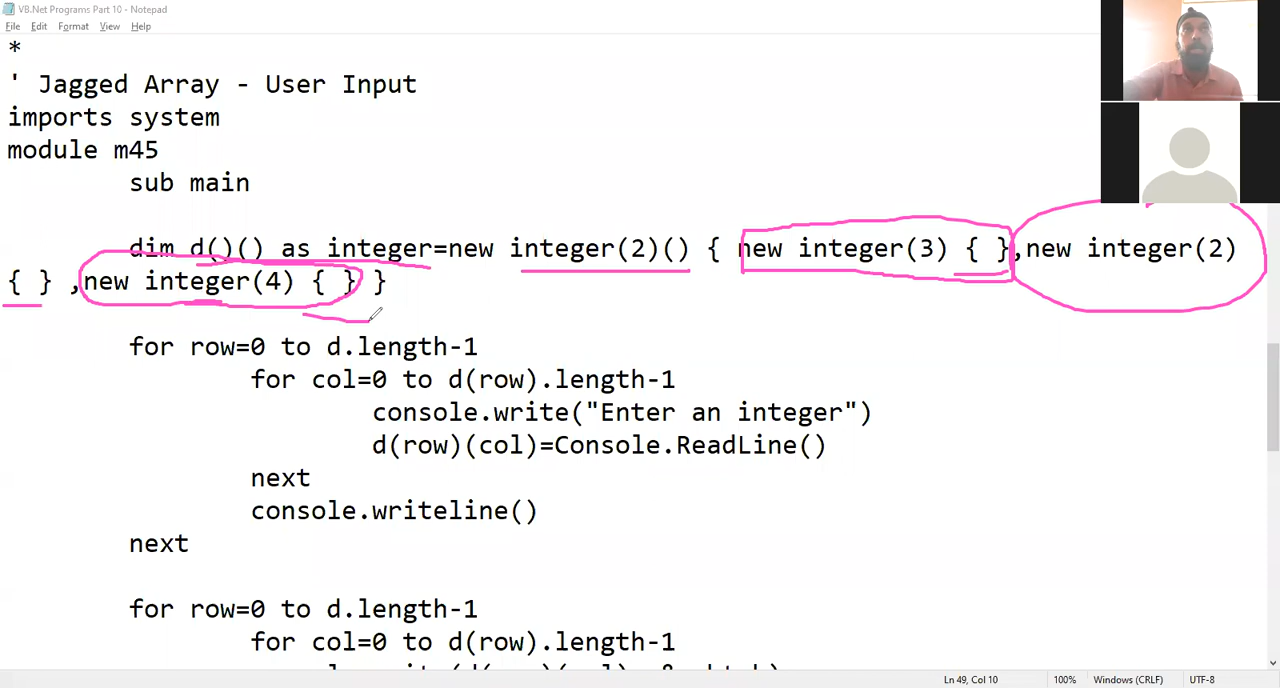 VB.Net Programs Part 10 - Notepad
File Edit Format View Help
*
' Jagged Array - User Input
imports system
module m45
sub main
dim d()() as integer=new integer(2)() { new integer(3) { },new integer(2)
{ } ,new integer(4) { } }
for row=0 to d.length-1
for col=0 to d(row).length-1
console.write("Enter an integer")
d(row)(col)=Console.ReadLine()
next
console.writeline()
next
for row=0 to d.length-1
for col=0 to d(row).length-1
Ln 49, Col 10 100% Windows (CRLF) UTF-8